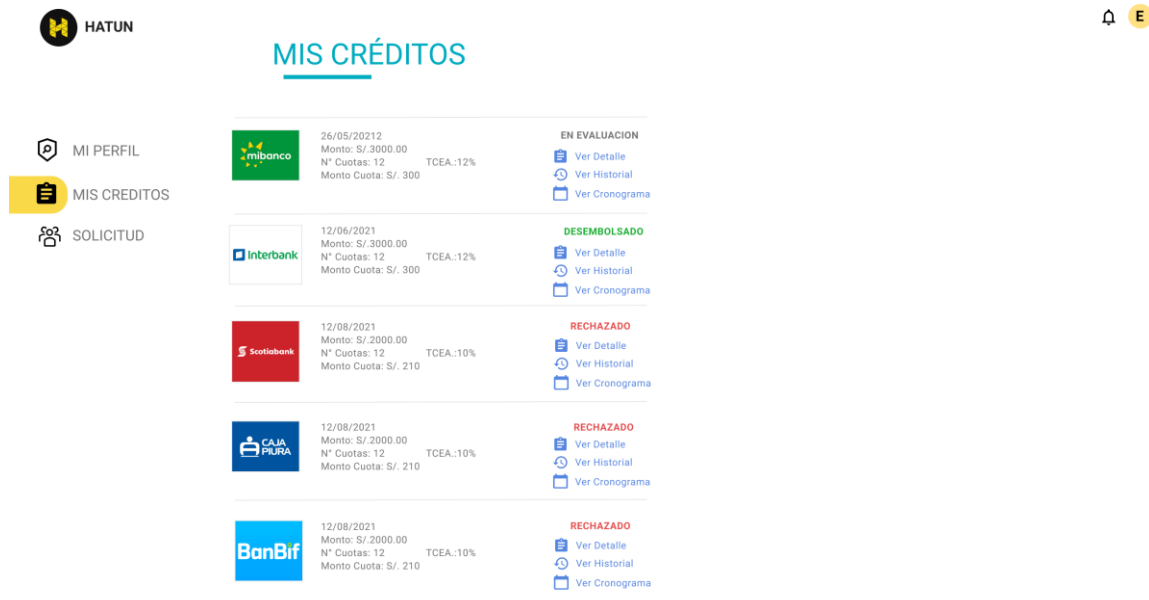 HATUN
E
MIS CRÉDITOS
MI PERFIL
MIS CREDITOS
SOLICITUD
mibanco
26/05/20212
Monto: S/.3000.00
N° Cuotas: 12 TCEA.:12%
Monto Cuota: S/. 300
EN EVALUACION
Ver Detalle
Ver Historial
Ver Cronograma
Interbank
12/06/2021
Monto: S/.3000.00
N° Cuotas: 12 TCEA.:12%
Monto Cuota: S/. 300
DESEMBOLSADO
Ver Detalle
Ver Historial
Ver Cronograma
Scotiabank
12/08/2021
Monto: S/.2000.00
N° Cuotas: 12 TCEA.:10%
Monto Cuota: S/. 210
RECHAZADO
Ver Detalle
Ver Historial
Ver Cronograma
CAJA
PIURA
12/08/2021
Monto: S/.2000.00
N° Cuotas: 12 TCEA.:10%
Monto Cuota: S/. 210
RECHAZADO
Ver Detalle
Ver Historial
Ver Cronograma
BanBif
12/08/2021
Monto: S/.2000.00
N° Cuotas: 12 TCEA.:10%
Monto Cuota: S/. 210
RECHAZADO
Ver Detalle
Ver Historial
Ver Cronograma